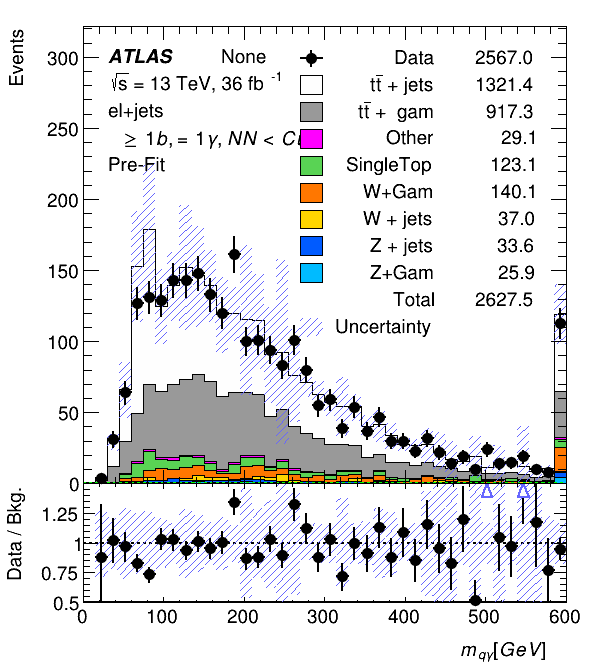 Events
300
250
200
150
100
50
0
ATLAS None
√s = 13 TeV, 36 fb -1
el+jets
≥ 1b, = 1γ, NN < C
Pre-Fit
Data 2567.0
tt̄ + jets 1321.4
tt̄ + gam 917.3
Other 29.1
SingleTop 123.1
W+Gam 140.1
W + jets 37.0
Z + jets 33.6
Z+Gam 25.9
Total 2627.5
Uncertainty
Data / Bkg.
1.25
1
0.75
0.5
0 100 200 300 400 500 600
m_qγ[GeV]